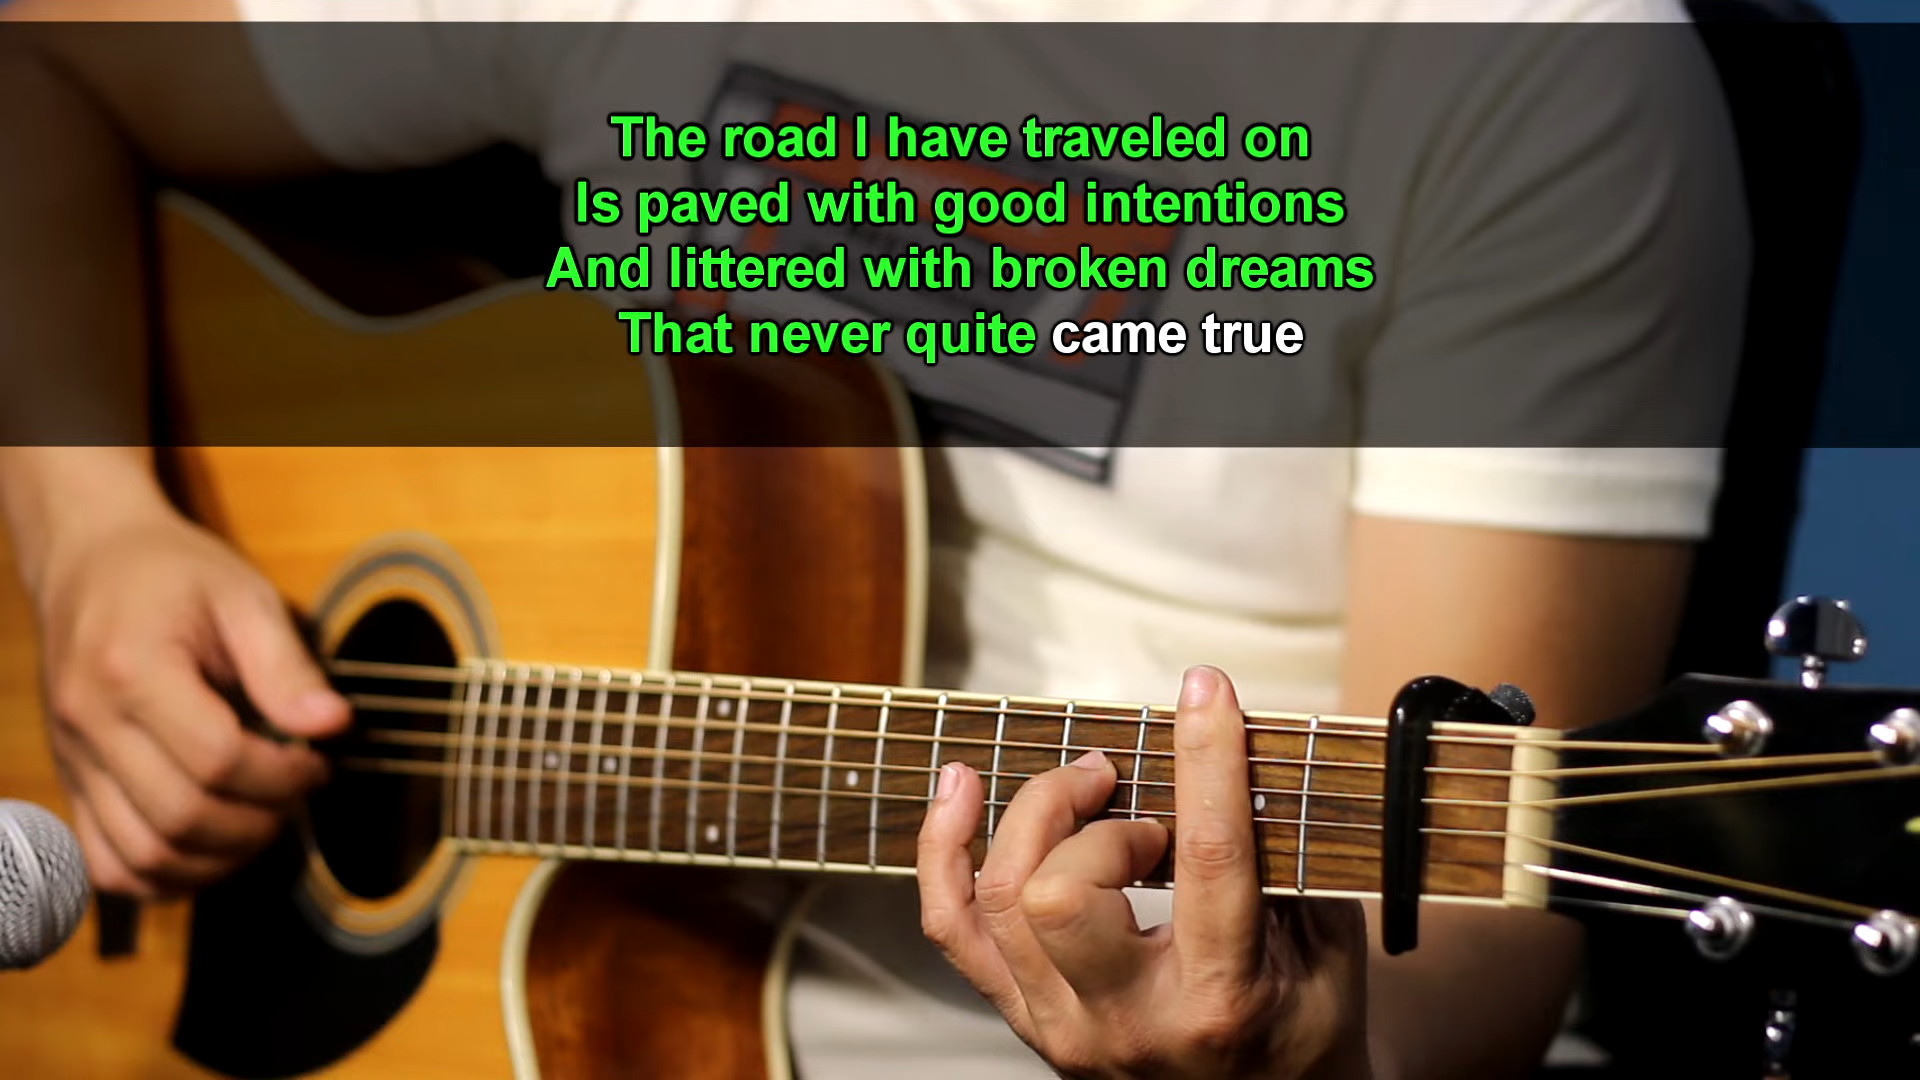 The road I have traveled on
Is paved with good intentions
And littered with broken dreams
That never quite came true